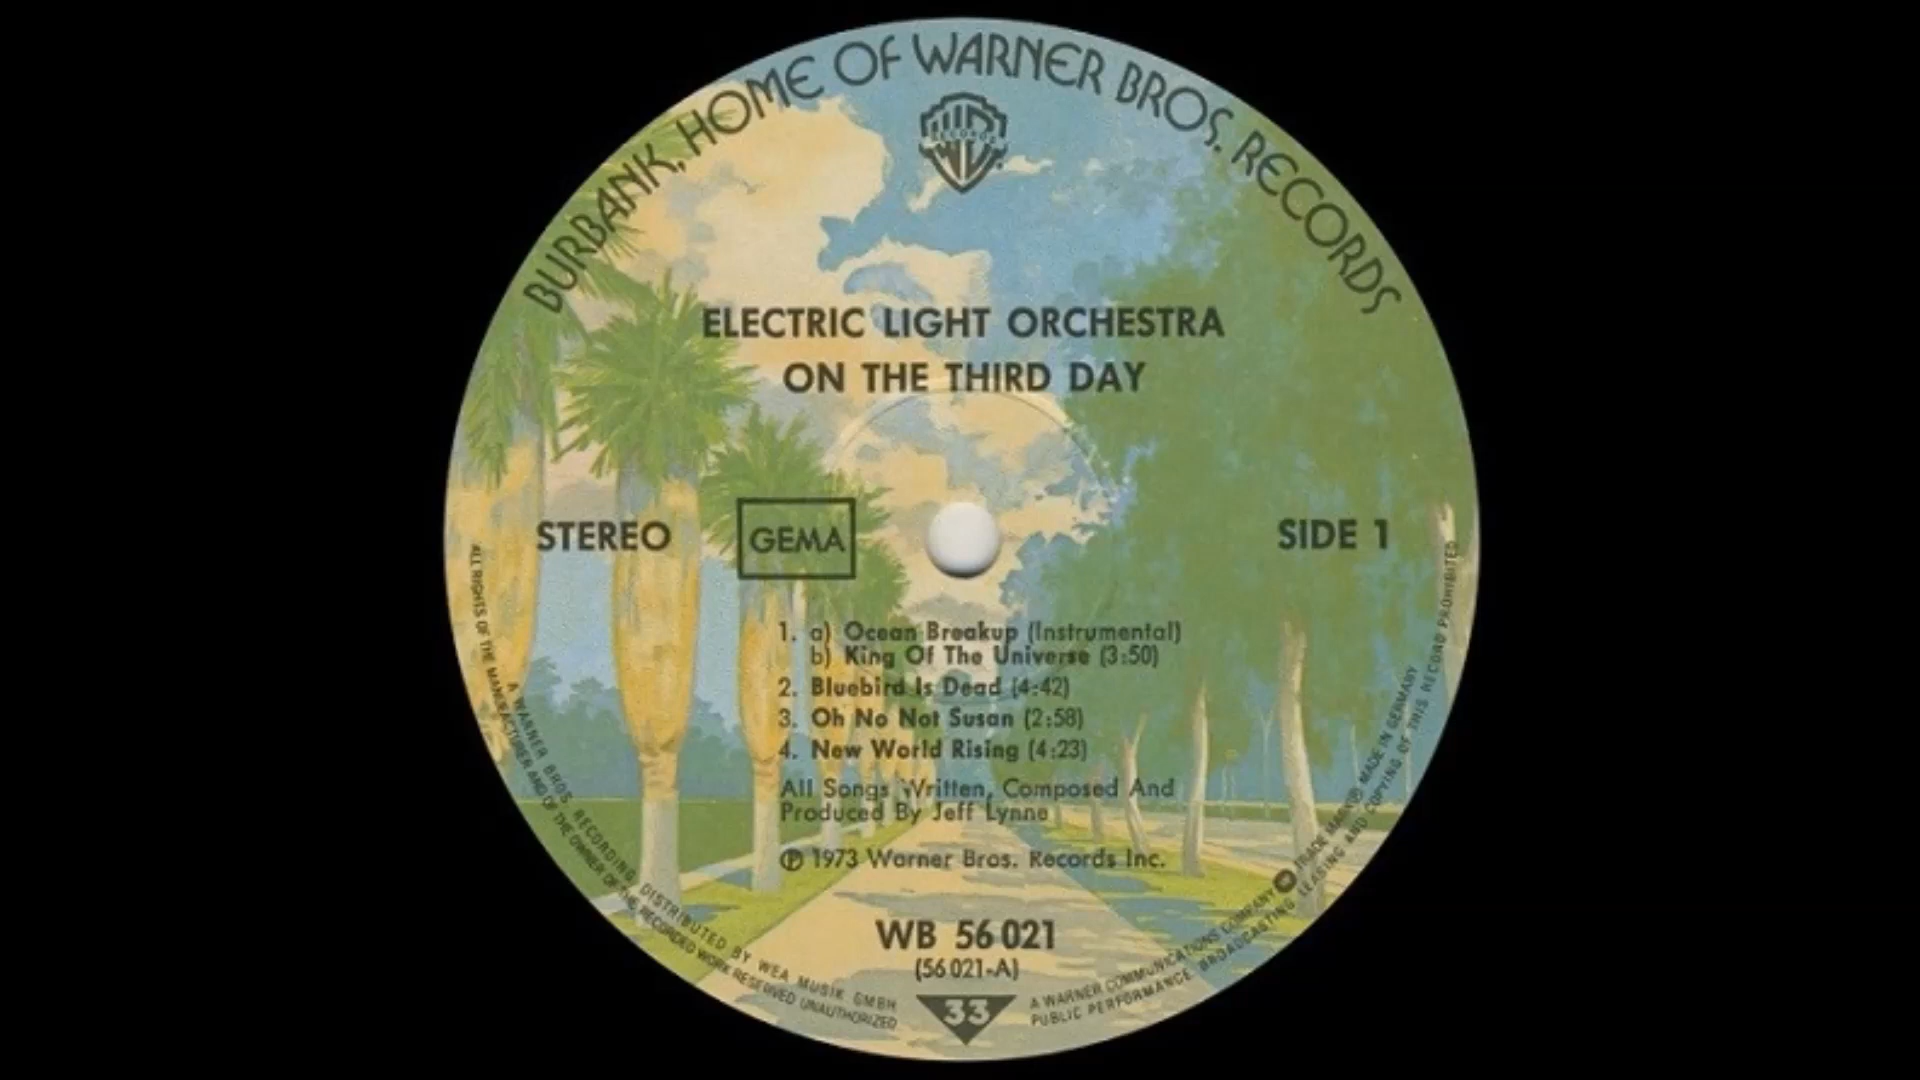 BURBANK, HOME OF WARNER BROS. RECORDS
RECORDS
ELECTRIC LIGHT ORCHESTRA
ON THE THIRD DAY
STEREO
GEMA
SIDE 1
1. a) Ocean Breakup (Instrumental)
b) King Of The Universe (3:50)
2. Bluebird Is Dead (4:42)
3. Oh No Not Susan (2:58)
4. New World Rising (4:23)
All Songs Written, Composed And
Produced By Jeff Lynne
℗ 1973 Warner Bros. Records Inc.
WB 56 021
(56 021-A)
33
A WARNER BROS. RECORDING DISTRIBUTED BY WEA MUSIK GMBH
A WARNER COMMUNICATIONS COMPANY TRADE MARK® MADE IN GERMANY
ALL RIGHTS OF THE MANUFACTURER AND OF THE OWNER OF THE RECORDED WORK RESERVED UNAUTHORIZED
PUBLIC PERFORMANCE, BROADCASTING LEASING AND COPYING OF THIS RECORD PROHIBITED